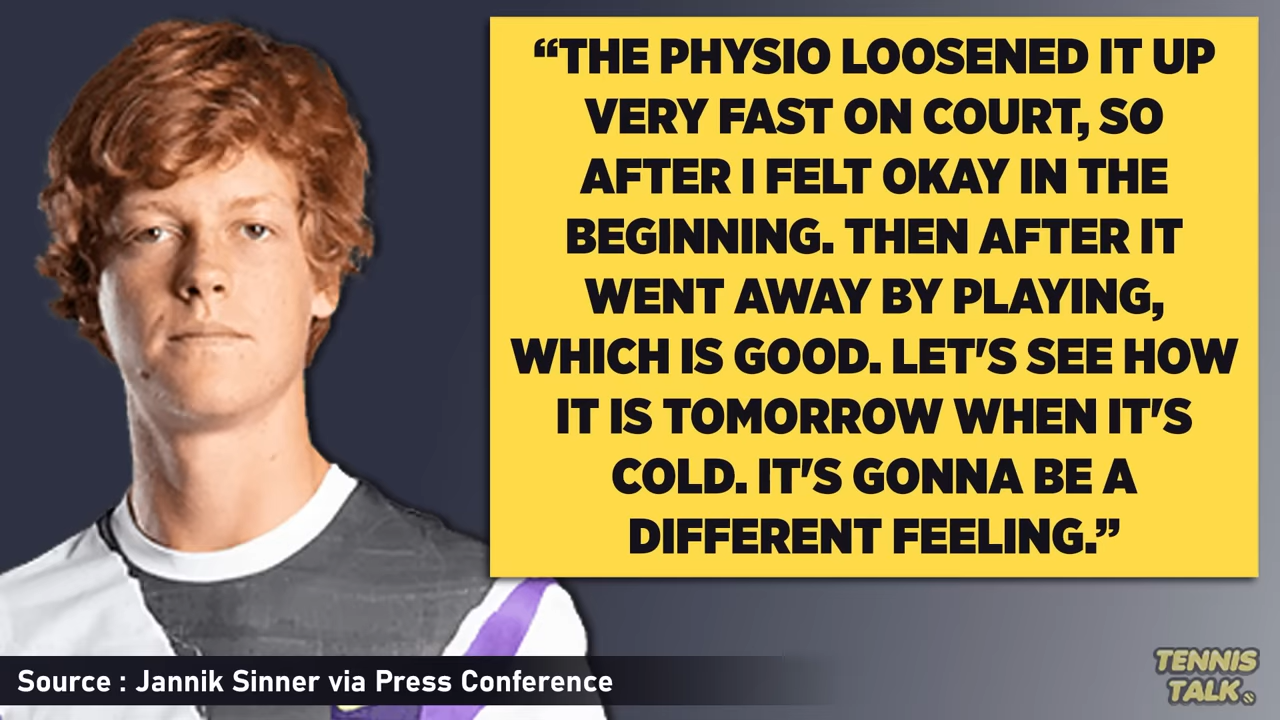 “THE PHYSIO LOOSENED IT UP
VERY FAST ON COURT, SO
AFTER I FELT OKAY IN THE
BEGINNING. THEN AFTER IT
WENT AWAY BY PLAYING,
WHICH IS GOOD. LET'S SEE HOW
IT IS TOMORROW WHEN IT'S
COLD. IT'S GONNA BE A
DIFFERENT FEELING.”
Source : Jannik Sinner via Press Conference
TENNIS
TALK